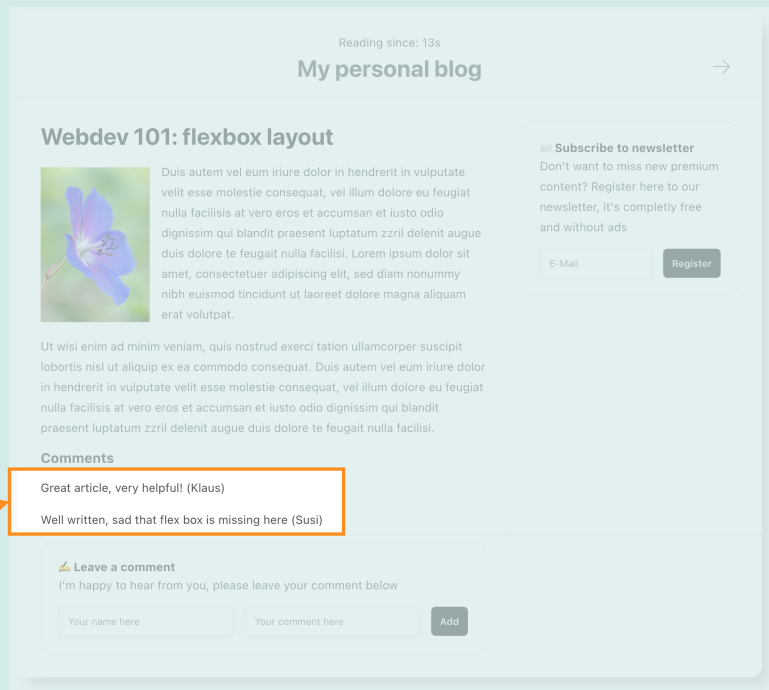 Reading since: 13s
My personal blog
Webdev 101: flexbox layout
Duis autem vel eum iriure dolor in hendrerit in vulputate
velit esse molestie consequat, vel illum dolore eu feugiat
nulla facilisis at vero eros et accumsan et iusto odio
dignissim qui blandit praesent luptatum zzril delenit augue
duis dolore te feugait nulla facilisi. Lorem ipsum dolor sit
amet, consectetuer adipiscing elit, sed diam nonummy
nibh euismod tincidunt ut laoreet dolore magna aliquam
erat volutpat.
Ut wisi enim ad minim veniam, quis nostrud exerci tation ullamcorper suscipit
lobortis nisl ut aliquip ex ea commodo consequat. Duis autem vel eum iriure dolor
in hendrerit in vulputate velit esse molestie consequat, vel illum dolore eu feugiat
nulla facilisis at vero eros et accumsan et iusto odio dignissim qui blandit
praesent luptatum zzril delenit augue duis dolore te feugait nulla facilisi.
Comments
Great article, very helpful! (Klaus)
Well written, sad that flex box is missing here (Susi)
Leave a comment
I'm happy to hear from you, please leave your comment below
Your name here
Your comment here
Add
Subscribe to newsletter
Don't want to miss new premium
content? Register here to our
newsletter, it's completly free
and without ads
E-Mail
Register